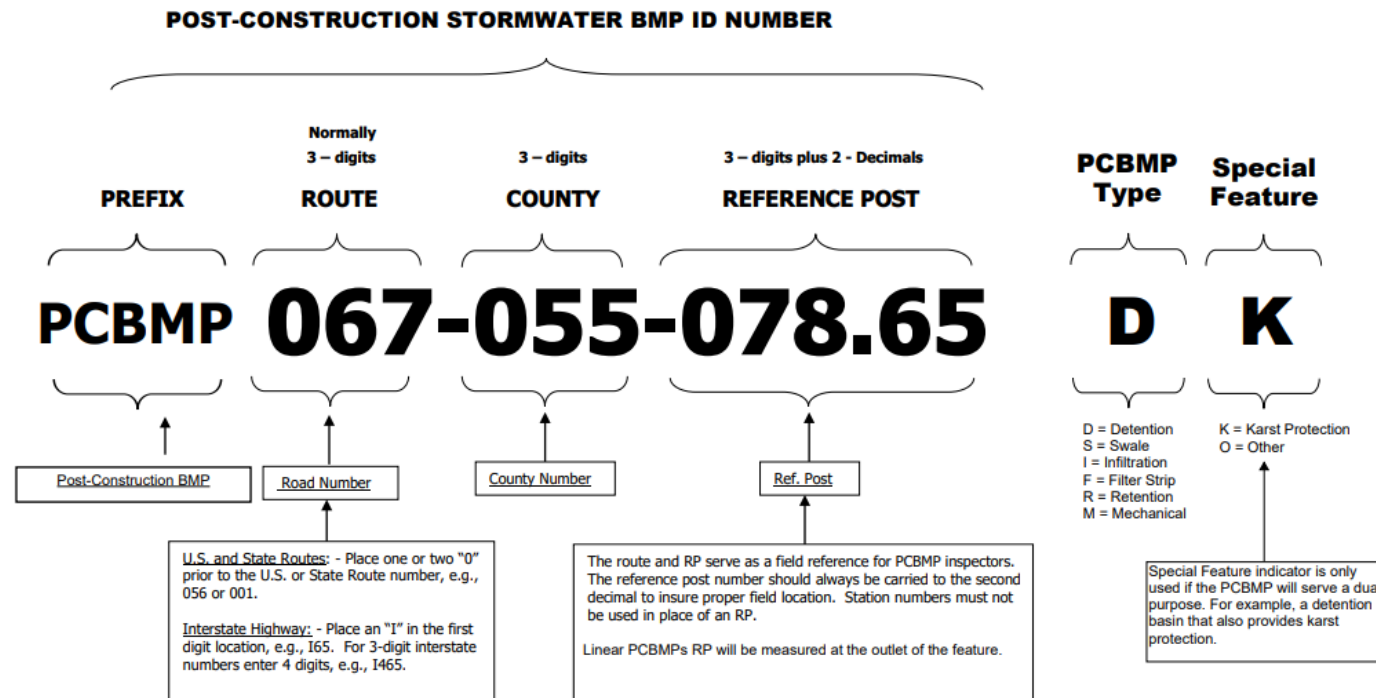 POST-CONSTRUCTION STORMWATER BMP ID NUMBER
Normally
3 – digits
3 – digits
3 – digits plus 2 - Decimals
PREFIX
ROUTE
COUNTY
REFERENCE POST
PCBMP
Type
Special
Feature
PCBMP 067-055-078.65 D K
Post-Construction BMP
Road Number
County Number
Ref. Post
D = Detention
S = Swale
I = Infiltration
F = Filter Strip
R = Retention
M = Mechanical
K = Karst Protection
O = Other
U.S. and State Routes: - Place one or two "0"
prior to the U.S. or State Route number, e.g.,
056 or 001.
Interstate Highway: - Place an "I" in the first
digit location, e.g., I65. For 3-digit interstate
numbers enter 4 digits, e.g., I465.
The route and RP serve as a field reference for PCBMP inspectors.
The reference post number should always be carried to the second
decimal to insure proper field location. Station numbers must not
be used in place of an RP.
Linear PCBMPs RP will be measured at the outlet of the feature.
Special Feature indicator is only
used if the PCBMP will serve a dua
purpose. For example, a detention
basin that also provides karst
protection.